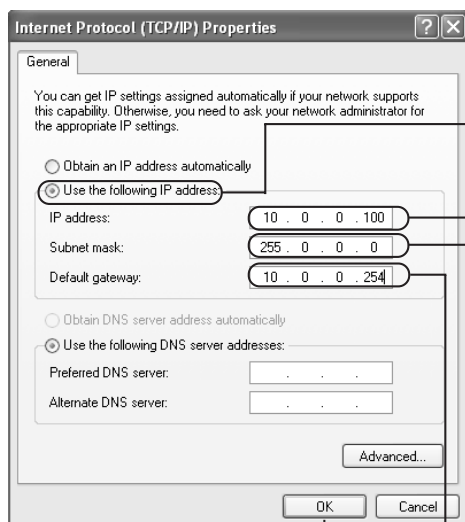 Internet Protocol (TCP/IP) Properties
General
You can get IP settings assigned automatically if your network supports
this capability. Otherwise, you need to ask your network administrator for
the appropriate IP settings.
Obtain an IP address automatically
Use the following IP address:
IP address: 10 . 0 . 0 . 100
Subnet mask: 255 . 0 . 0 . 0
Default gateway: 10 . 0 . 0 . 254
Obtain DNS server address automatically
Use the following DNS server addresses:
Preferred DNS server: . . .
Alternate DNS server: . . .
Advanced...
OK Cancel